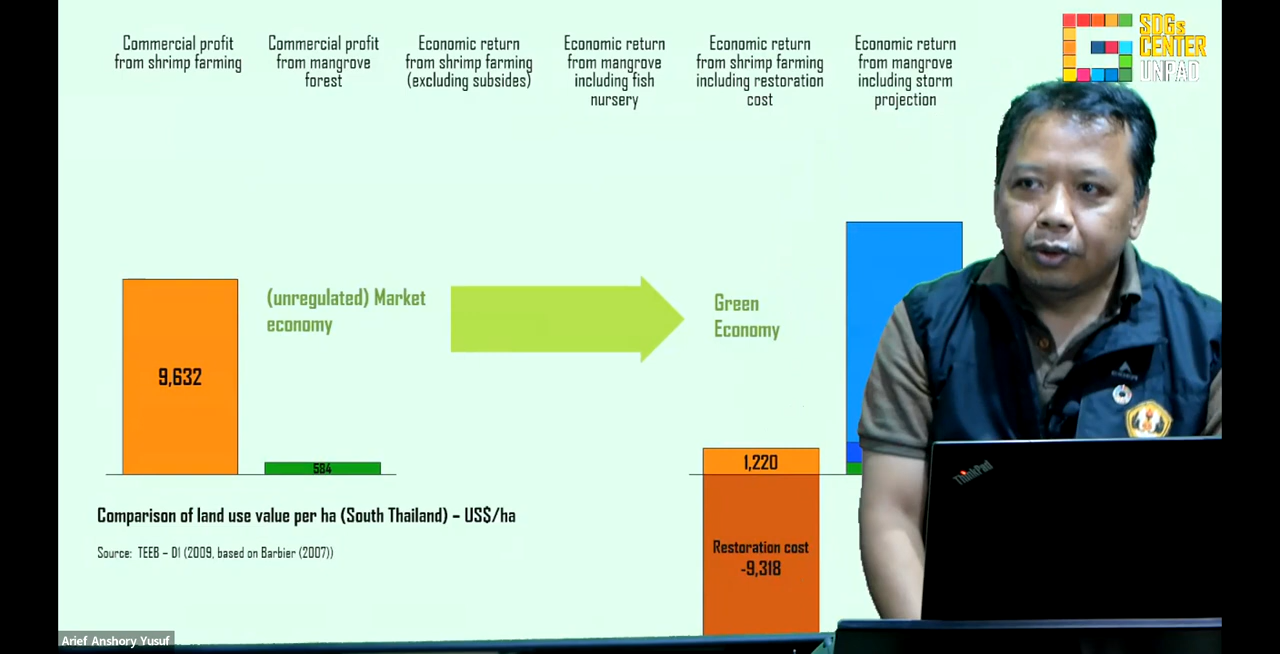 Commercial profit
from shrimp farming
Commercial profit
from mangrove
forest
Economic return
from shrimp farming
(excluding subsides)
Economic return
from mangrove
including fish
nursery
Economic return
from shrimp farming
including restoration
cost
Economic return
from mangrove
including storm
projection
SDGs
CENTER
UNPAD
(unregulated) Market
economy
Green
Economy
9,632
584
1,220
Restoration cost
-9,318
Comparison of land use value per ha (South Thailand) – US$/ha
Source: TEEB – DI (2009, based on Barbier (2007))
ThinkPad
Arief Anshory Yusuf